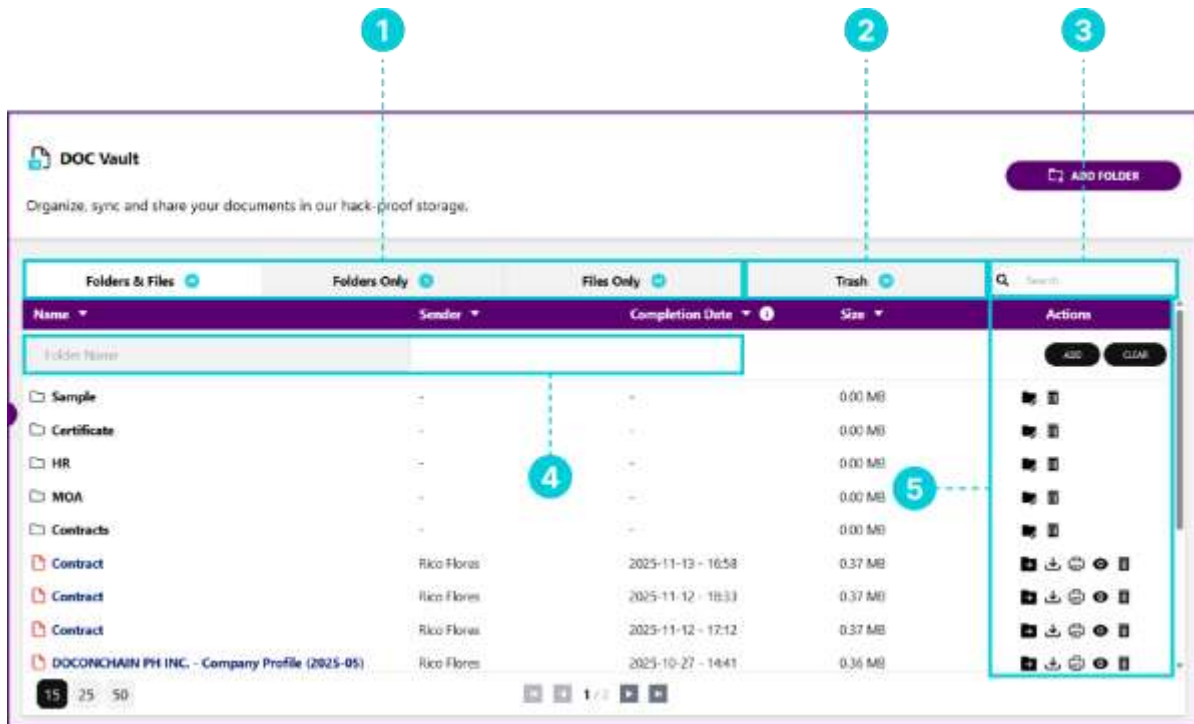 1 2 3
DOC Vault
ADD FOLDER
Organize, sync and share your documents in our hack-proof storage.
Folders & Files Folders Only Files Only Trash Search
Name Sender Completion Date Size Actions
Folder Name ADD CLEAR
Sample - - 0.00 MB
Certificate - - 0.00 MB
HR - - 0.00 MB
MOA - - 0.00 MB
Contracts - - 0.00 MB
4 5
Contract Rico Flores 2025-11-13 - 16:58 0.37 MB
Contract Rico Flores 2025-11-12 - 18:33 0.37 MB
Contract Rico Flores 2025-11-12 - 17:12 0.37 MB
DOCONCHAIN PH INC. - Company Profile (2025-05) Rico Flores 2025-10-27 - 14:41 0.36 MB
15 25 50 1 /